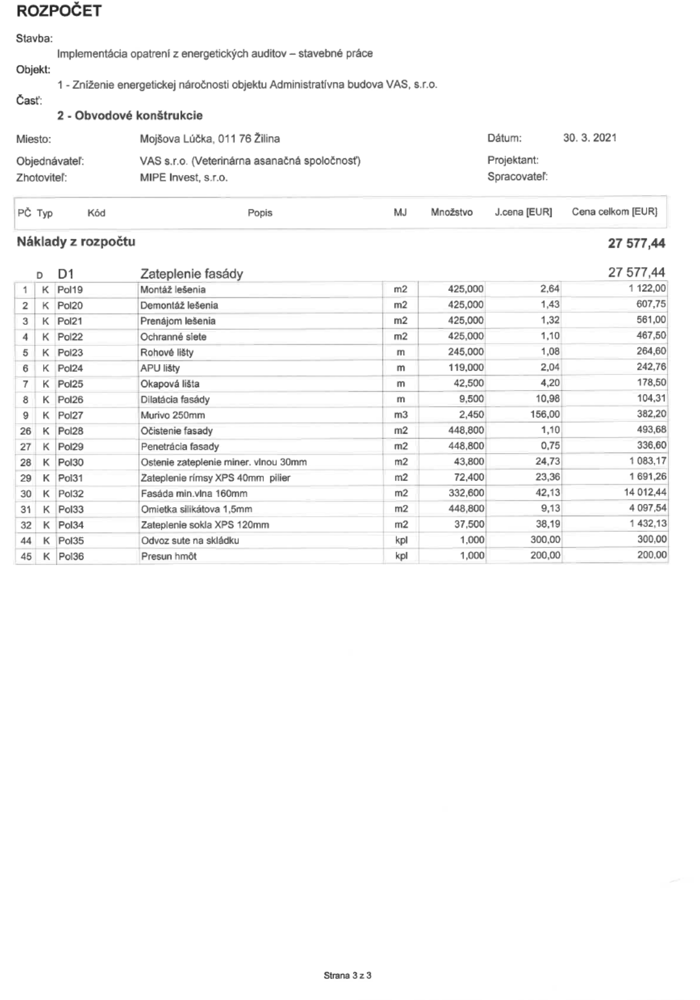 ROZPOČET
Stavba:
Implementácia opatrení z energetických auditov – stavebné práce
Objekt:
1 - Zníženie energetickej náročnosti objektu Administratívna budova VAS, s.r.o.
Časť:
2 - Obvodové konštrukcie
Miesto: Mojšova Lúčka, 011 76 Žilina Dátum: 30. 3. 2021
Objednávateľ: VAS s.r.o. (Veterinárna asanačná spoločnosť) Projektant:
Zhotoviteľ: MIPE Invest, s.r.o. Spracovateľ:
PČ Typ Kód Popis MJ Množstvo J.cena [EUR] Cena celkom [EUR]
Náklady z rozpočtu 27 577,44
D D1 Zateplenie fasády 27 577,44
1 K Pol19 Montáž lešenia m2 425,000 2,64 1 122,00
2 K Pol20 Demontáž lešenia m2 425,000 1,43 607,75
3 K Pol21 Prenájom lešenia m2 425,000 1,32 561,00
4 K Pol22 Ochranné siete m2 425,000 1,10 467,50
5 K Pol23 Rohové lišty m 245,000 1,08 264,60
6 K Pol24 APU lišty m 119,000 2,04 242,76
7 K Pol25 Okapová lišta m 42,500 4,20 178,50
8 K Pol26 Dilatácia fasády m 9,500 10,98 104,31
9 K Pol27 Murivo 250mm m3 2,450 156,00 382,20
26 K Pol28 Očistenie fasady m2 448,800 1,10 493,68
27 K Pol29 Penetrácia fasady m2 448,800 0,75 336,60
28 K Pol30 Ostenie zateplenie miner. vlnou 30mm m2 43,800 24,73 1 083,17
29 K Pol31 Zateplenie rímsy XPS 40mm pilier m2 72,400 23,36 1 691,26
30 K Pol32 Fasáda min.vlna 160mm m2 332,600 42,13 14 012,44
31 K Pol33 Omietka silikátova 1,5mm m2 448,800 9,13 4 097,54
32 K Pol34 Zateplenie sokla XPS 120mm m2 37,500 38,19 1 432,13
44 K Pol35 Odvoz sute na skládku kpl 1,000 300,00 300,00
45 K Pol36 Presun hmôt kpl 1,000 200,00 200,00
Strana 3 z 3